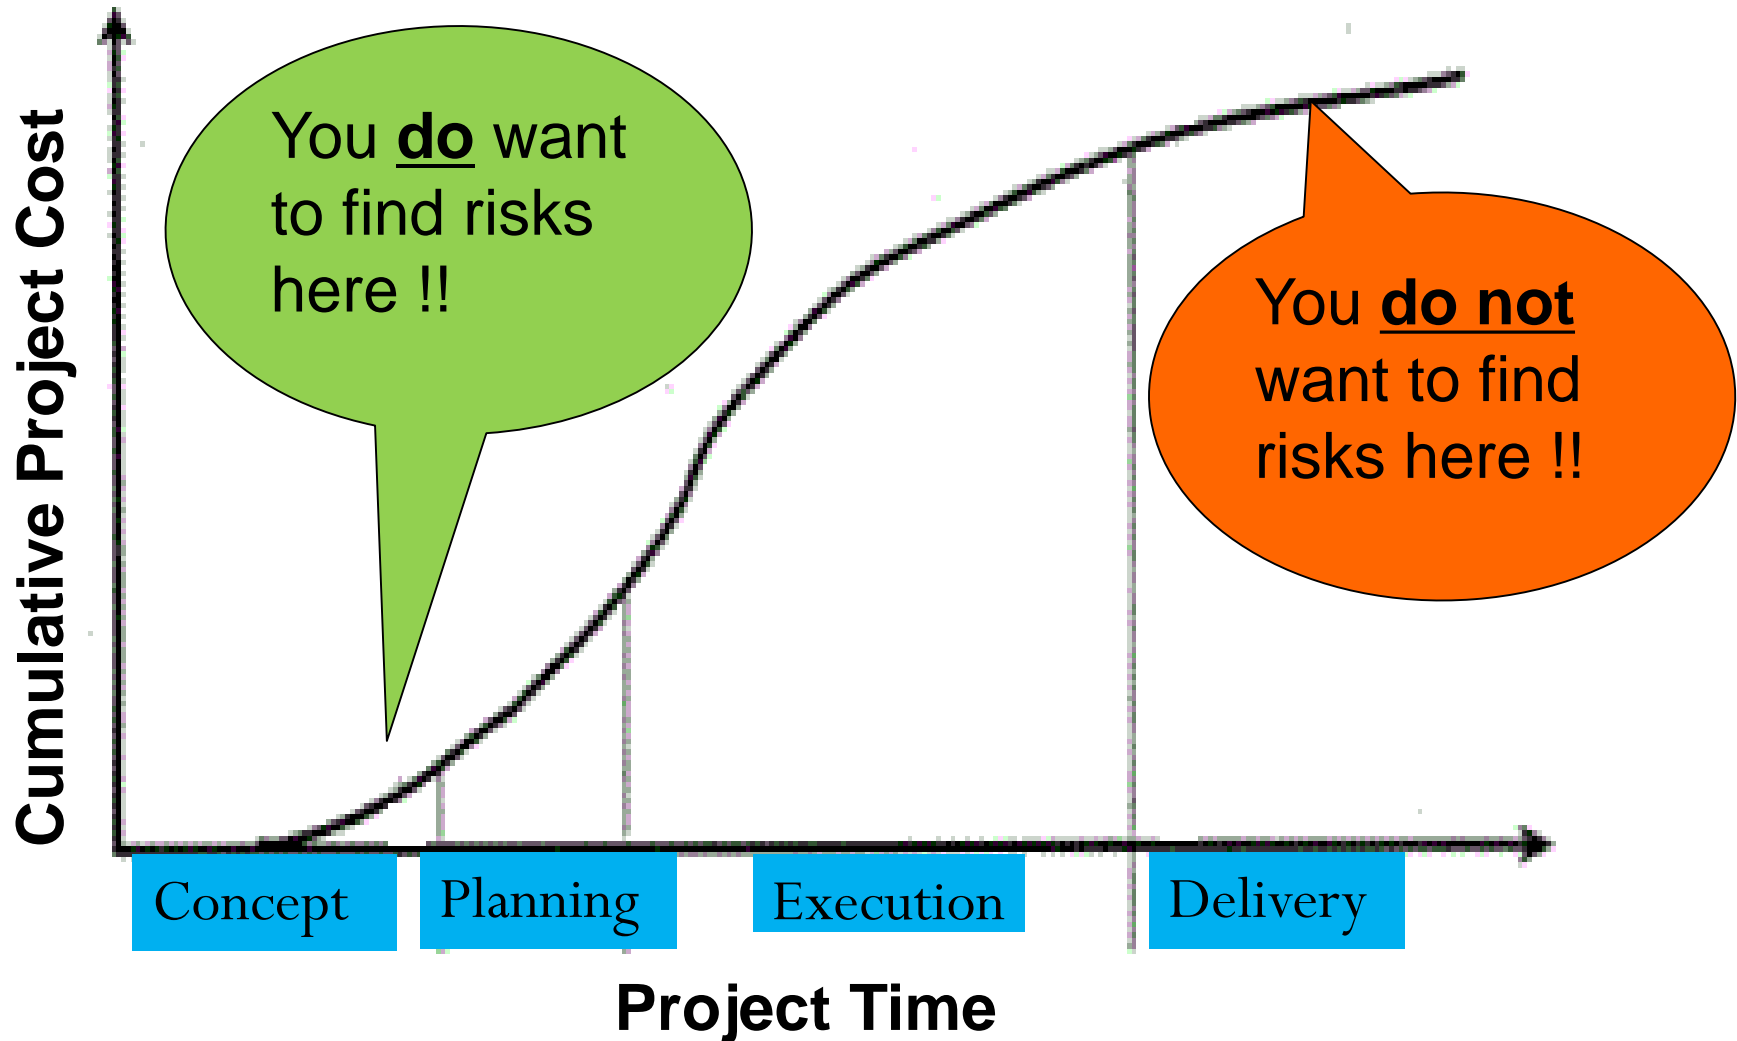 Cumulative Project Cost
You do want
to find risks
here !!
You do not
want to find
risks here !!
Concept
Planning
Execution
Delivery
Project Time